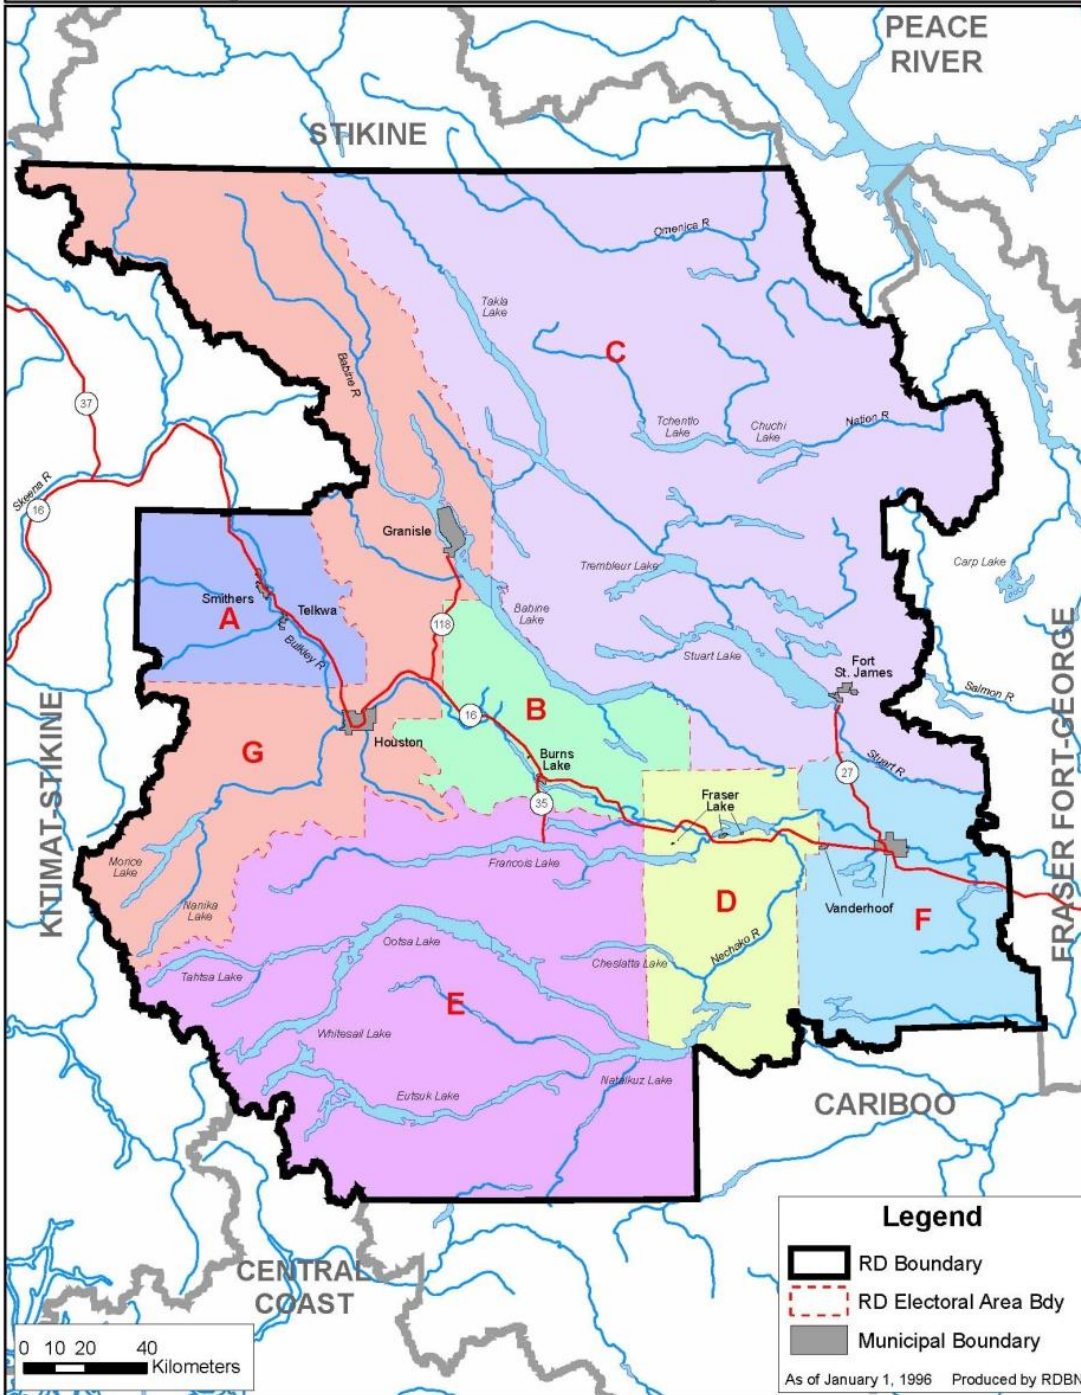 PEACE
RIVER
STIKINE
Omenica R
Takla
Lake
C
Babine R
37
Tchentlo
Lake
Chuchi
Lake
Nation R
Skeena R
16
Granisle
Carp Lake
Trembleur Lake
Smithers
A
Telkwa
Babine
Lake
118
Bulkley R
Stuart Lake
Fort
St. James
Salmon R
KITIMAT-STIKINE
FRASER FORT-GEORGE
B
16
Houston
G
Burns
Lake
Stuart R
27
35
Fraser
Lake
Francois Lake
Morice
Lake
Nanika
Lake
D
Vanderhoof
F
Ootsa Lake
Nechako R
Cheslatta Lake
Tahtsa Lake
E
Whitesail Lake
Eutsuk Lake
Natalkuz Lake
CARIBOO
CENTRAL
COAST
Legend
RD Boundary
RD Electoral Area Bdy
Municipal Boundary
0 10 20 40
Kilometers
As of January 1, 1996 Produced by RDBN